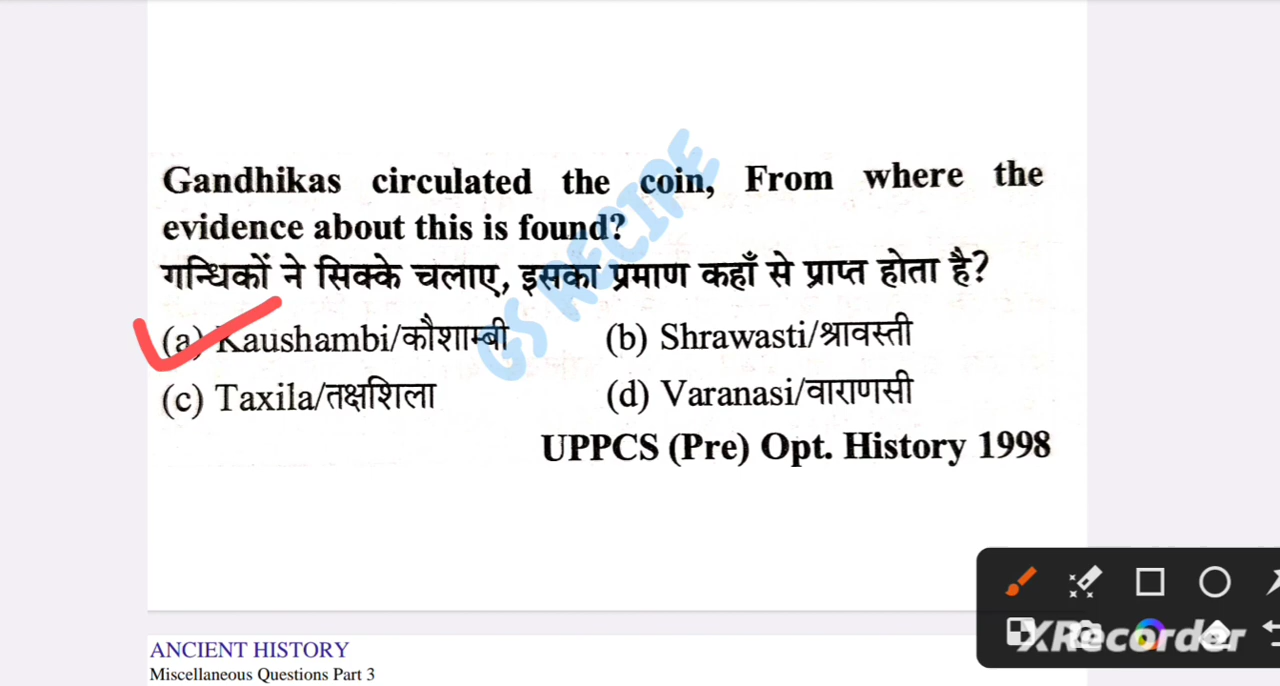 Gandhikas circulated the coin, From where the
evidence about this is found?
गन्धिकों ने सिक्के चलाए, इसका प्रमाण कहाँ से प्राप्त होता है?
(a) Kaushambi/कौशाम्बी (b) Shrawasti/श्रावस्ती
(c) Taxila/तक्षशिला (d) Varanasi/वाराणसी
UPPCS (Pre) Opt. History 1998
GS RECIPE
XRecorder
ANCIENT HISTORY
Miscellaneous Questions Part 3